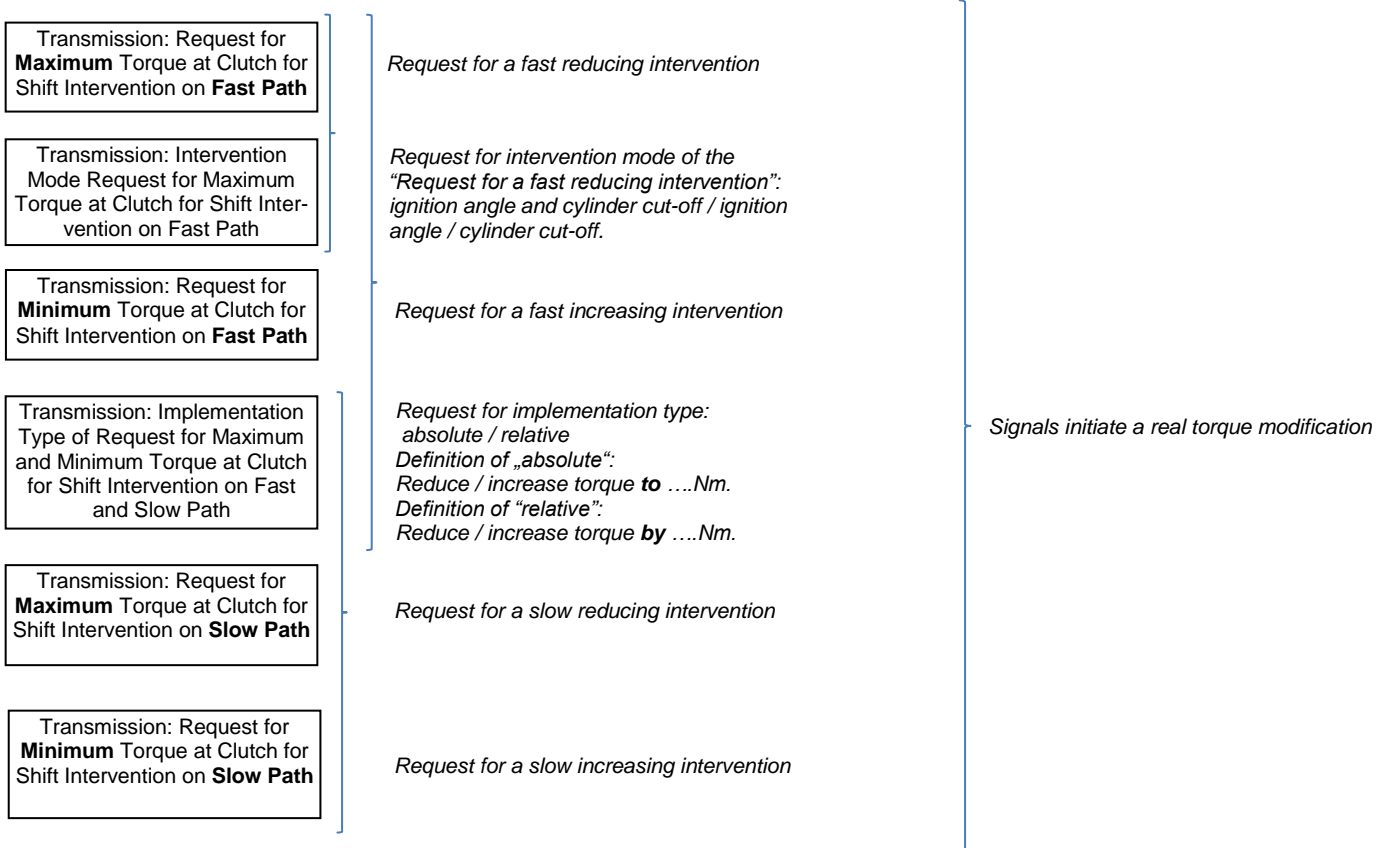 Transmission: Request for
Maximum Torque at Clutch for
Shift Intervention on Fast Path
Request for a fast reducing intervention
Transmission: Intervention
Mode Request for Maximum
Torque at Clutch for Shift Inter-
vention on Fast Path
Request for intervention mode of the
“Request for a fast reducing intervention”:
ignition angle and cylinder cut-off / ignition
angle / cylinder cut-off.
Transmission: Request for
Minimum Torque at Clutch for
Shift Intervention on Fast Path
Request for a fast increasing intervention
Transmission: Implementation
Type of Request for Maximum
and Minimum Torque at Clutch
for Shift Intervention on Fast
and Slow Path
Request for implementation type:
absolute / relative
Definition of „absolute“:
Reduce / increase torque to ….Nm.
Definition of “relative”:
Reduce / increase torque by ….Nm.
Signals initiate a real torque modification
Transmission: Request for
Maximum Torque at Clutch for
Shift Intervention on Slow Path
Request for a slow reducing intervention
Transmission: Request for
Minimum Torque at Clutch for
Shift Intervention on Slow Path
Request for a slow increasing intervention